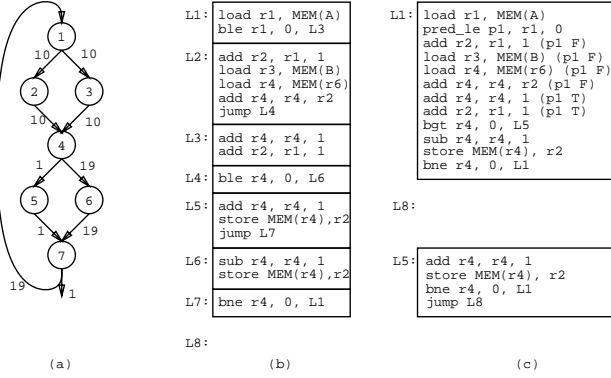 1
10 10
19
2 3
10 10
4
1 19
5 6
1 19
7
19 1
(a)
L1: load r1, MEM(A)
ble r1, 0, L3
L2: add r2, r1, 1
load r3, MEM(B)
load r4, MEM(r6)
add r4, r4, r2
jump L4
L3: add r4, r4, 1
add r2, r1, 1
L4: ble r4, 0, L6
L5: add r4, r4, 1
store MEM(r4),r2
jump L7
L6: sub r4, r4, 1
store MEM(r4),r2
L7: bne r4, 0, L1
L8:
(b)
L1: load r1, MEM(A)
pred_le p1, r1, 0
add r2, r1, 1 (p1 F)
load r3, MEM(B) (p1 F)
load r4, MEM(r6) (p1 F)
add r4, r4, r2 (p1 F)
add r4, r4, 1 (p1 T)
add r2, r1, 1 (p1 T)
bgt r4, 0, L5
sub r4, r4, 1
store MEM(r4), r2
bne r4, 0, L1
L8:
L5: add r4, r4, 1
store MEM(r4), r2
bne r4, 0, L1
jump L8
(c)